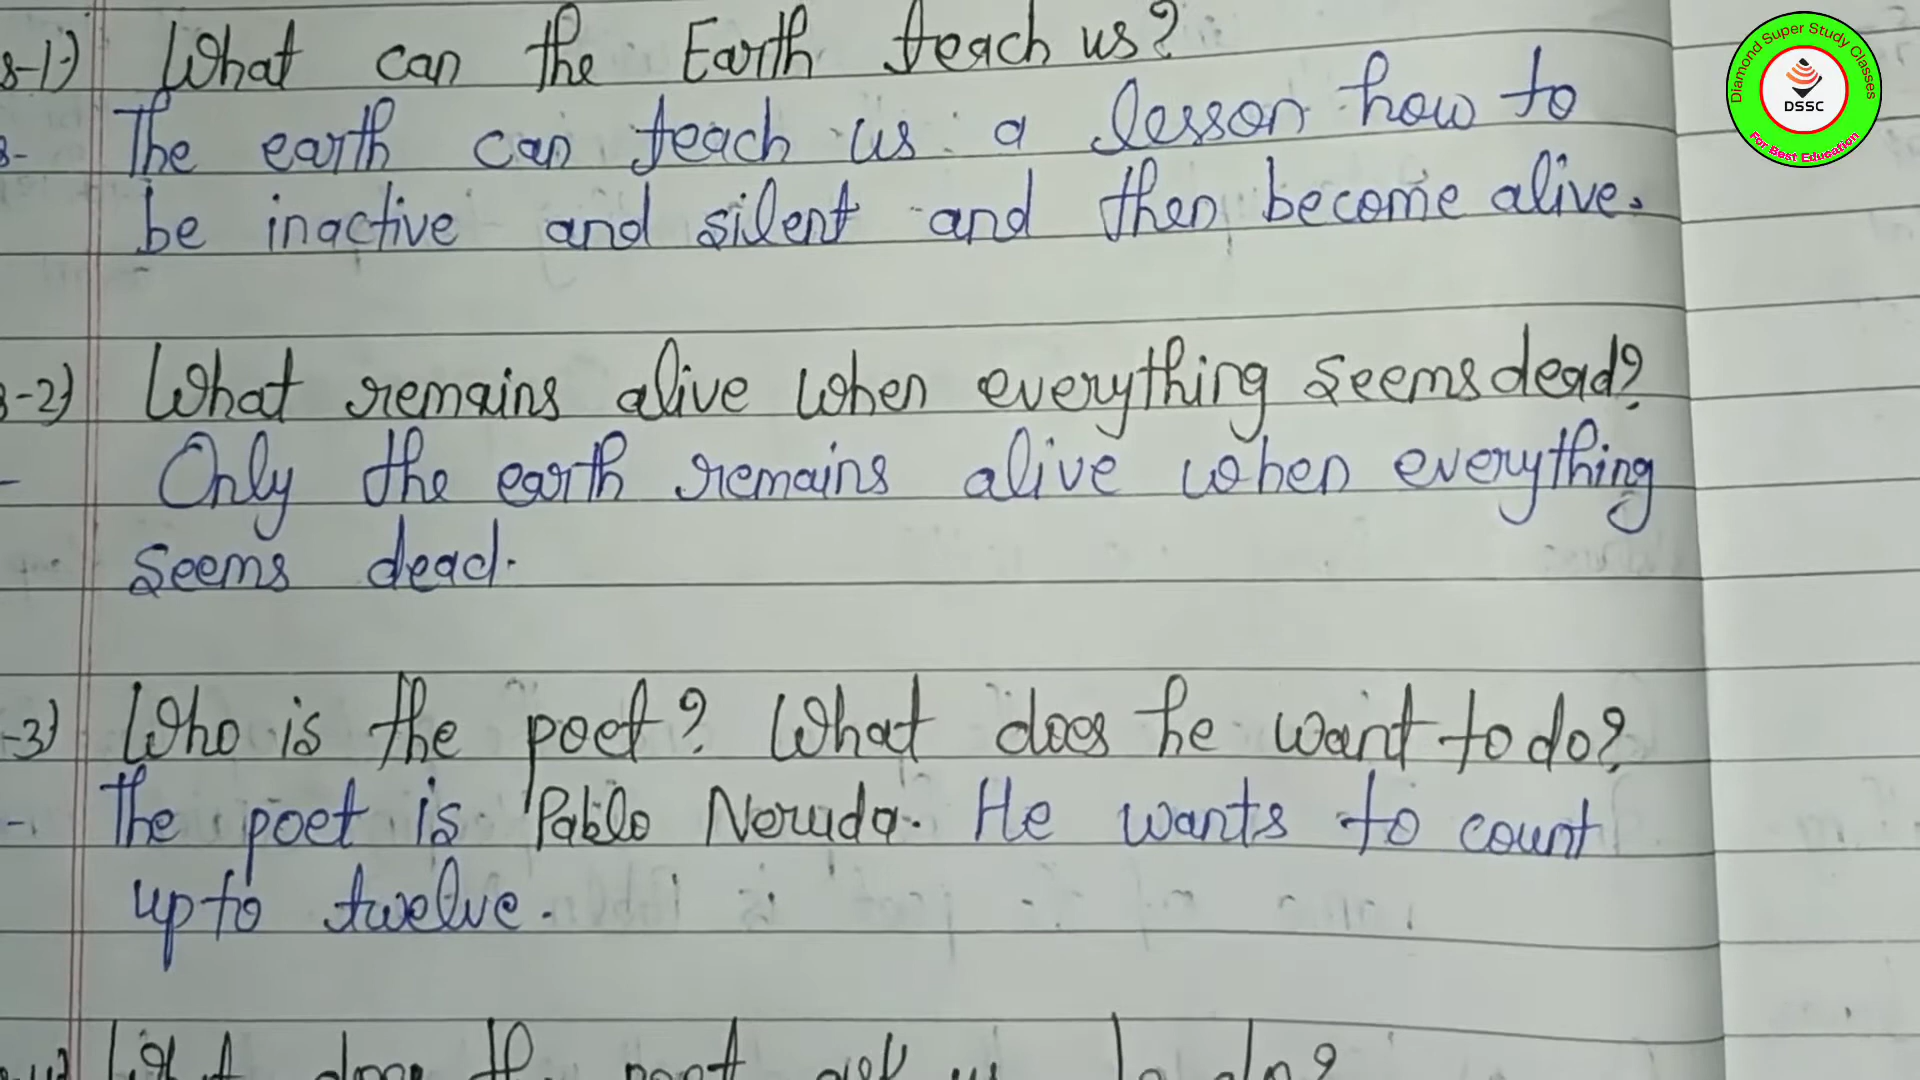 8-1:) What can the Earth teach us?
The earth can teach us a lesson how to
be inactive and silent and then become alive.
-2) What remains alive when everything seems dead?
- Only the earth remains alive when everything
seems dead.
-3) Who is the poet? What does he want to do?
- The poet is Pablo Neruda. He wants to count
upto twelve.
Diamond Super Study Classes
DSSC
For Best Education